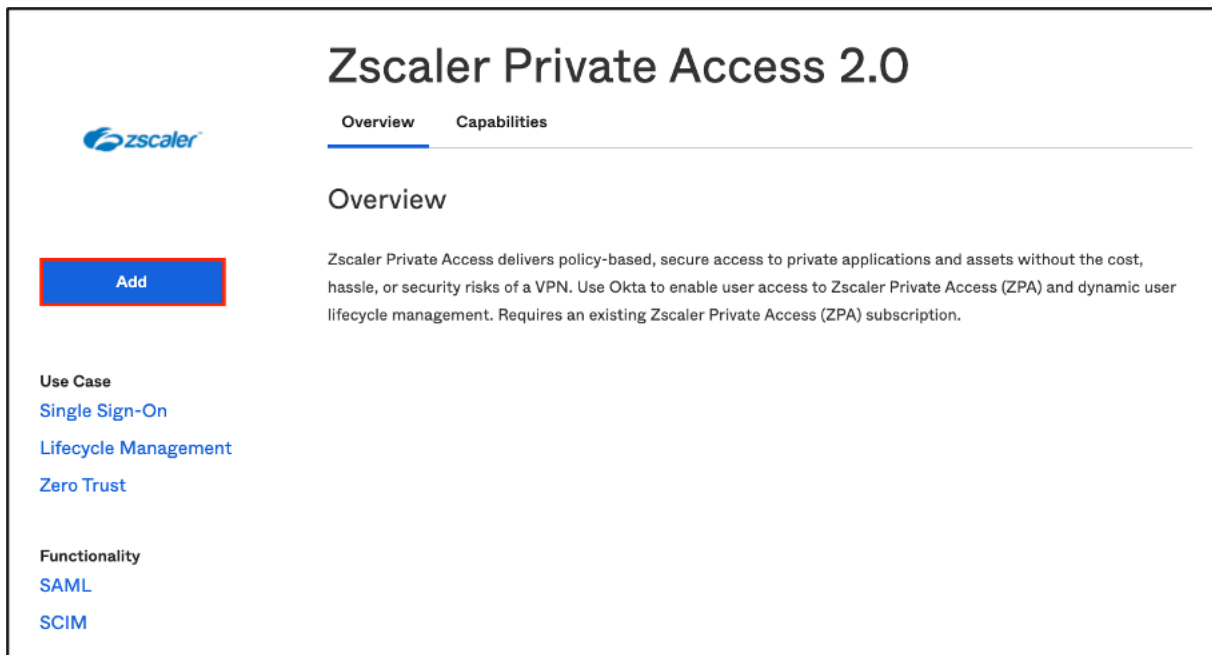 Zscaler Private Access 2.0
Overview Capabilities
zscaler™
Overview
Add
Zscaler Private Access delivers policy-based, secure access to private applications and assets without the cost,
hassle, or security risks of a VPN. Use Okta to enable user access to Zscaler Private Access (ZPA) and dynamic user
lifecycle management. Requires an existing Zscaler Private Access (ZPA) subscription.
Use Case
Single Sign-On
Lifecycle Management
Zero Trust
Functionality
SAML
SCIM